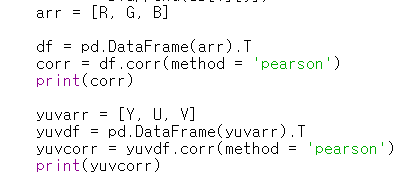 arr = [R, G, B]
df = pd.DataFrame(arr).T
corr = df.corr(method = 'pearson')
print(corr)
yuvarr = [Y, U, V]
yuvdf = pd.DataFrame(yuvarr).T
yuvcorr = yuvdf.corr(method = 'pearson')
print(yuvcorr)